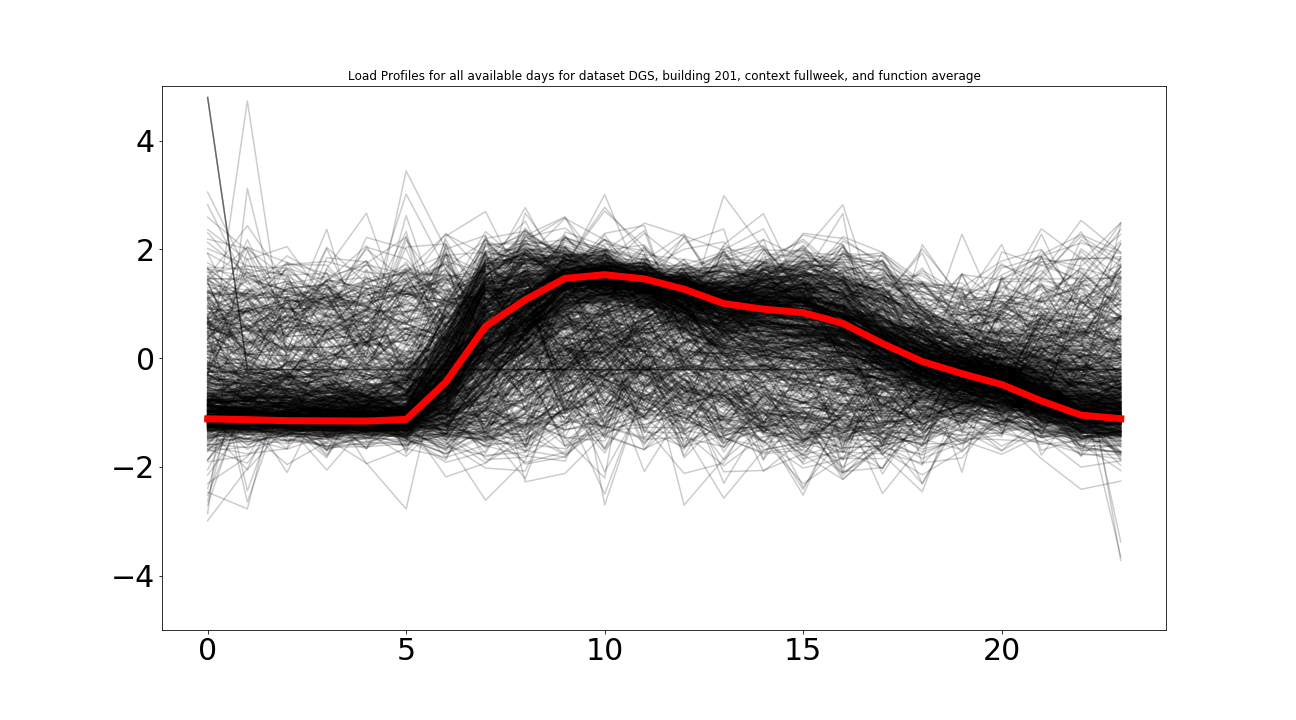 Load Profiles for all available days for dataset DGS, building 201, context fullweek, and function average
4
2
0
−2
−4
0 5 10 15 20